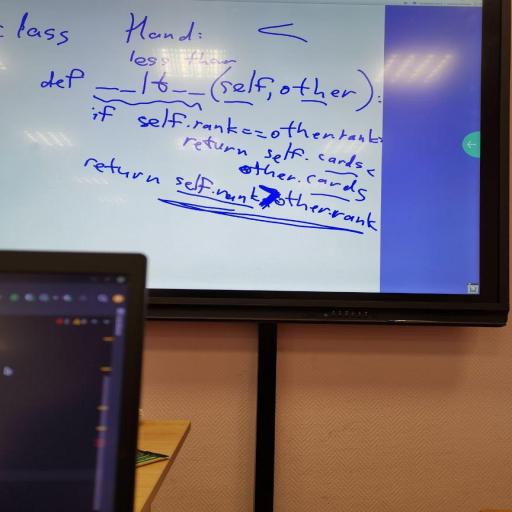 class Hand: <
less than
def __lt__(self, other):
if self.rank==other.rank:
return self.cards <
other.cards
return self.rank>other.rank